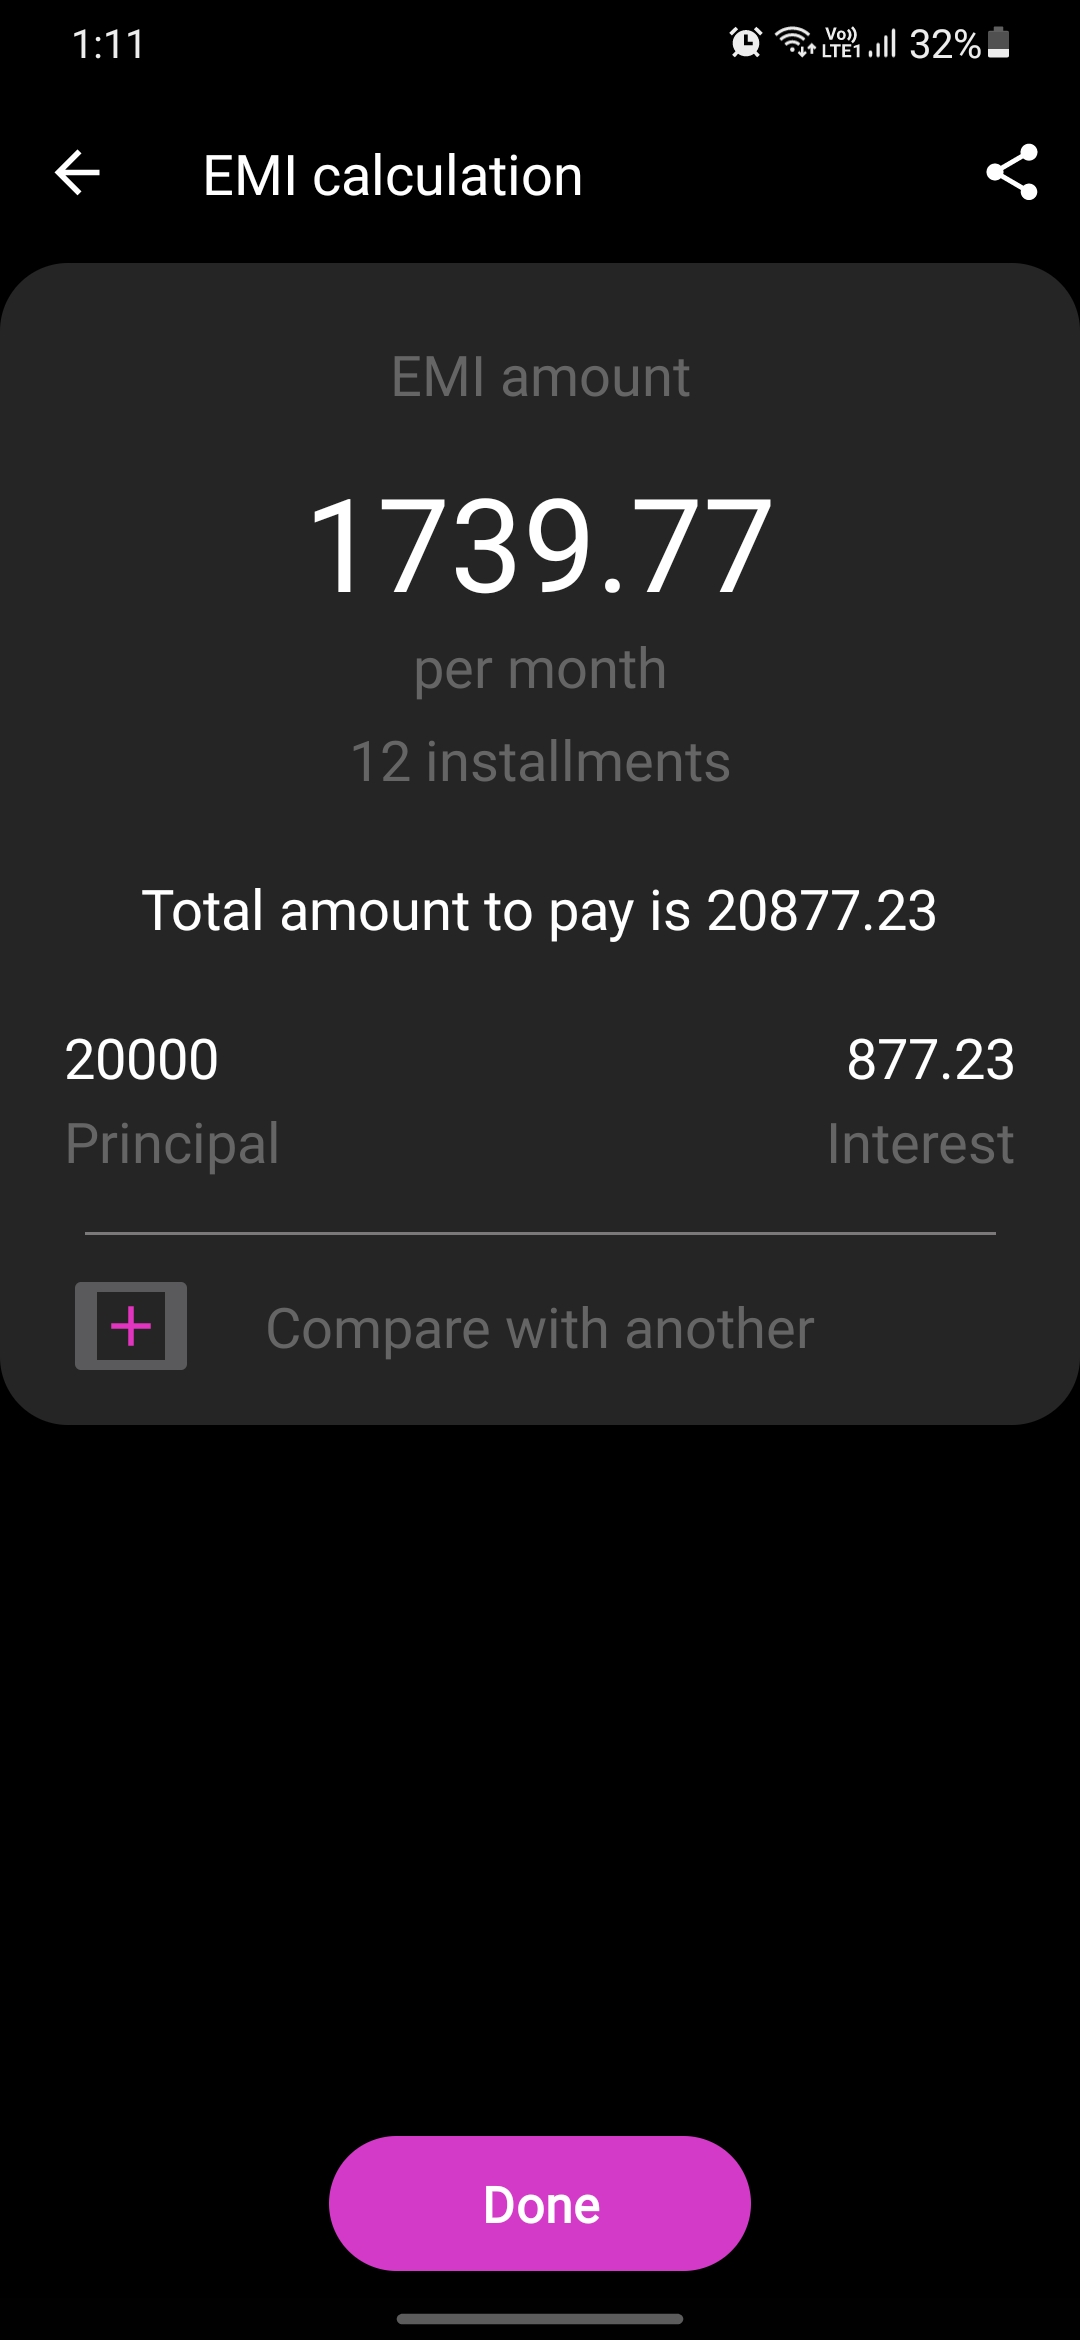 1:11
Vo)) LTE1 32%
EMI calculation
EMI amount
1739.77
per month
12 installments
Total amount to pay is 20877.23
20000 877.23
Principal Interest
Compare with another
Done